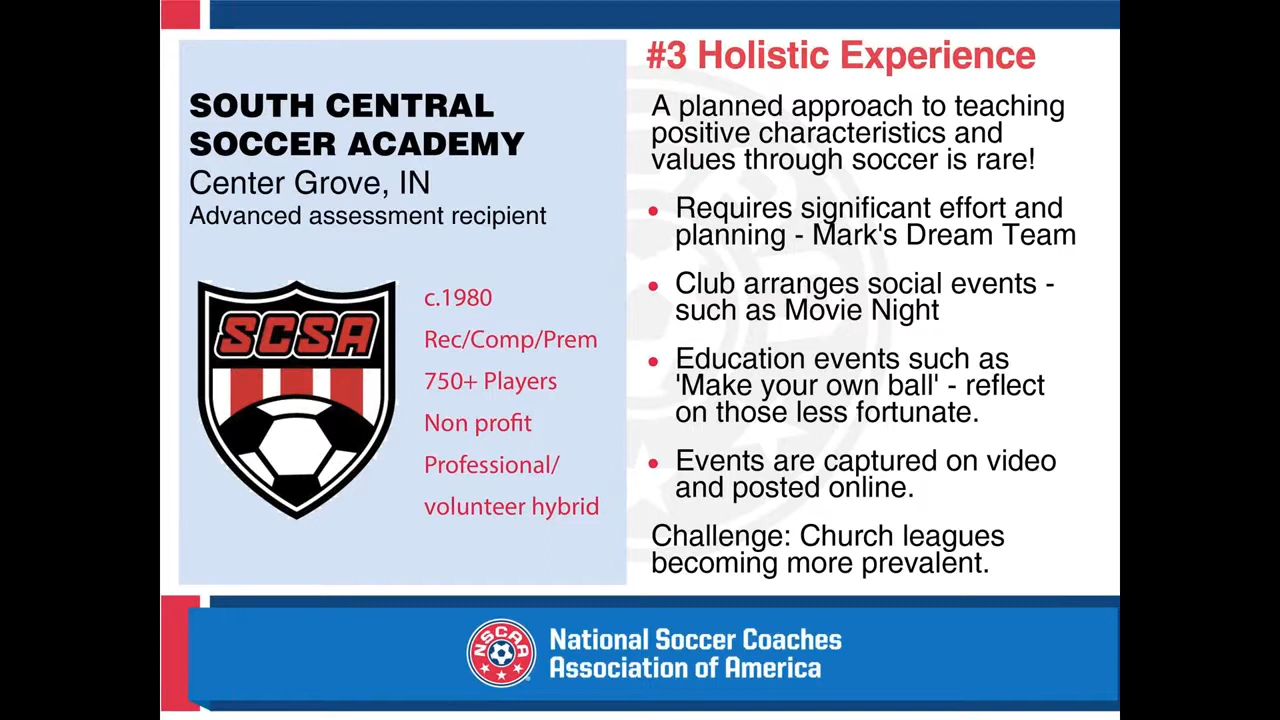 SOUTH CENTRAL
SOCCER ACADEMY
Center Grove, IN
Advanced assessment recipient
SCSA
c.1980
Rec/Comp/Prem
750+ Players
Non profit
Professional/
volunteer hybrid
#3 Holistic Experience
A planned approach to teaching
positive characteristics and
values through soccer is rare!
• Requires significant effort and
planning - Mark's Dream Team
• Club arranges social events -
such as Movie Night
• Education events such as
'Make your own ball' - reflect
on those less fortunate.
• Events are captured on video
and posted online.
Challenge: Church leagues
becoming more prevalent.
NSCAA
National Soccer Coaches
Association of America